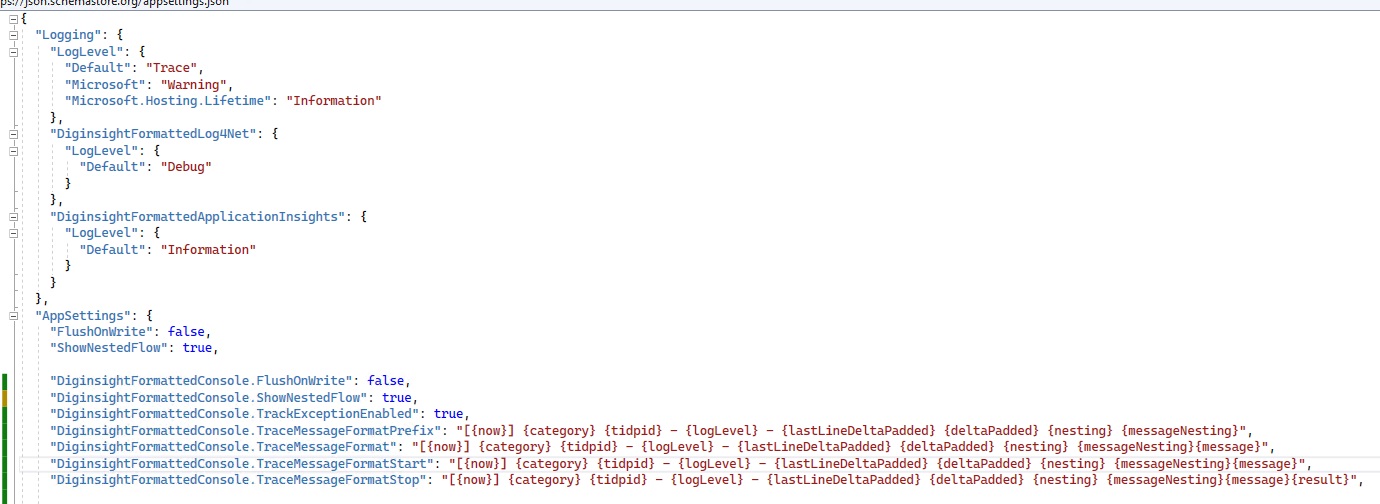 ps://json.schemastore.org/appsettings.json
{
"Logging": {
"LogLevel": {
"Default": "Trace",
"Microsoft": "Warning",
"Microsoft.Hosting.Lifetime": "Information"
},
"DiginsightFormattedLog4Net": {
"LogLevel": {
"Default": "Debug"
}
},
"DiginsightFormattedApplicationInsights": {
"LogLevel": {
"Default": "Information"
}
}
},
"AppSettings": {
"FlushOnWrite": false,
"ShowNestedFlow": true,
"DiginsightFormattedConsole.FlushOnWrite": false,
"DiginsightFormattedConsole.ShowNestedFlow": true,
"DiginsightFormattedConsole.TrackExceptionEnabled": true,
"DiginsightFormattedConsole.TraceMessageFormatPrefix": "[{now}] {category} {tidpid} - {logLevel} - {lastLineDeltaPadded} {deltaPadded} {nesting} {messageNesting}",
"DiginsightFormattedConsole.TraceMessageFormat": "[{now}] {category} {tidpid} - {logLevel} - {lastLineDeltaPadded} {deltaPadded} {nesting} {messageNesting}{message}",
"DiginsightFormattedConsole.TraceMessageFormatStart": "[{now}] {category} {tidpid} - {logLevel} - {lastLineDeltaPadded} {deltaPadded} {nesting} {messageNesting}{message}",
"DiginsightFormattedConsole.TraceMessageFormatStop": "[{now}] {category} {tidpid} - {logLevel} - {lastLineDeltaPadded} {deltaPadded} {nesting} {messageNesting}{message}{result}",